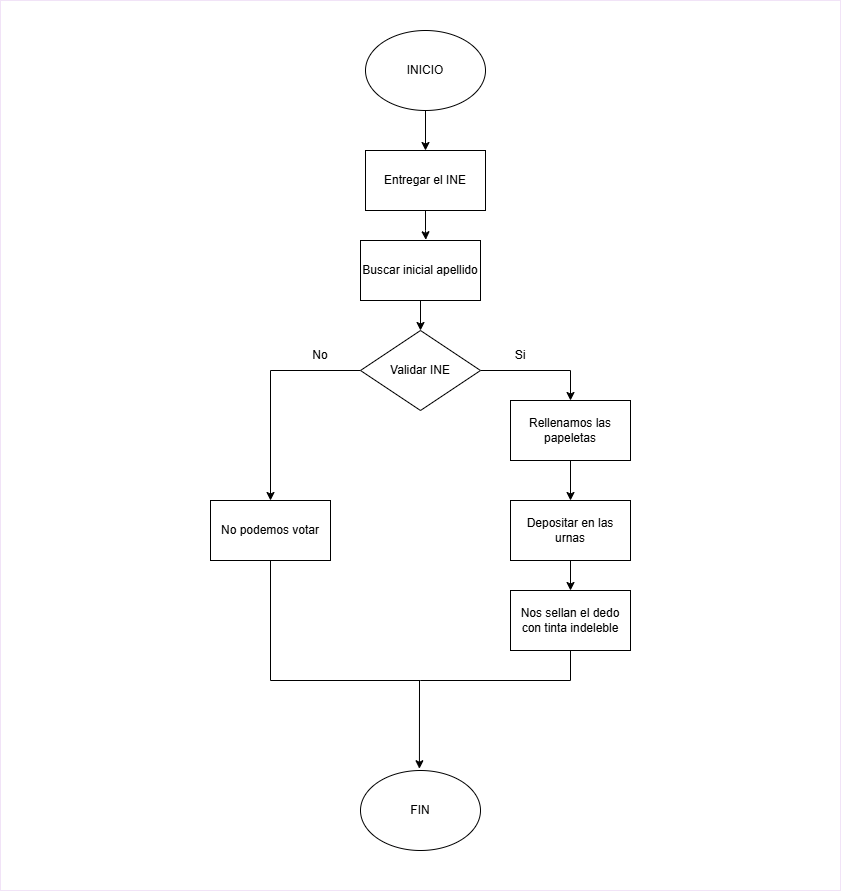 INICIO
Entregar el INE
Buscar inicial apellido
No
Si
Validar INE
Rellenamos las
papeletas
No podemos votar
Depositar en las
urnas
Nos sellan el dedo
con tinta indeleble
FIN